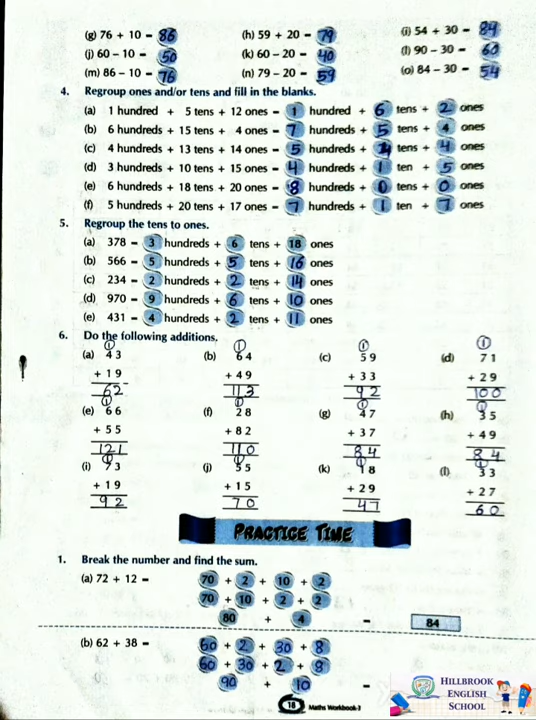 (g) 76 + 10 = 86 (h) 59 + 20 = 79 (i) 54 + 30 = 84
(j) 60 – 10 = 50 (k) 60 – 20 = 40 (l) 90 – 30 = 60
(m) 86 – 10 = 76 (n) 79 – 20 = 59 (o) 84 – 30 = 54
4. Regroup ones and/or tens and fill in the blanks.
(a) 1 hundred + 5 tens + 12 ones = 1 hundred + 6 tens + 2 ones
(b) 6 hundreds + 15 tens + 4 ones = 7 hundreds + 5 tens + 4 ones
(c) 4 hundreds + 13 tens + 14 ones = 5 hundreds + tens + 4 ones
(d) 3 hundreds + 10 tens + 15 ones = 4 hundreds + 1 ten + 5 ones
(e) 6 hundreds + 18 tens + 20 ones = 8 hundreds + 0 tens + 0 ones
(f) 5 hundreds + 20 tens + 17 ones = 7 hundreds + 1 ten + 7 ones
5. Regroup the tens to ones.
(a) 378 = 3 hundreds + 6 tens + 18 ones
(b) 566 = 5 hundreds + 5 tens + 16 ones
(c) 234 = 2 hundreds + 2 tens + 14 ones
(d) 970 = 9 hundreds + 6 tens + 10 ones
(e) 431 = 4 hundreds + 2 tens + 11 ones
6. Do the following additions.
1 1 1 1
(a) 43 (b) 64 (c) 59 (d) 71
+ 19 + 49 + 33 + 29
62 113 92 100
1 1 1 1
(e) 66 (f) 28 (g) 47 (h) 35
+ 55 + 82 + 37 + 49
121 110 84 84
1 1 1 1
(i) 73 (j) 55 (k) 18 (l) 33
+ 19 + 15 + 29 + 27
92 70 47 60
PRACTICE TIME
1. Break the number and find the sum.
(a) 72 + 12 = 70 + 2 + 10 + 2
70 + 10 + 2 + 2
80 + 4 = 84
(b) 62 + 38 = 60 + 2 + 30 + 8
60 + 30 + 2 + 8
90 + 10 =
18 Maths Workbook-3
HILLBROOK
ENGLISH
SCHOOL